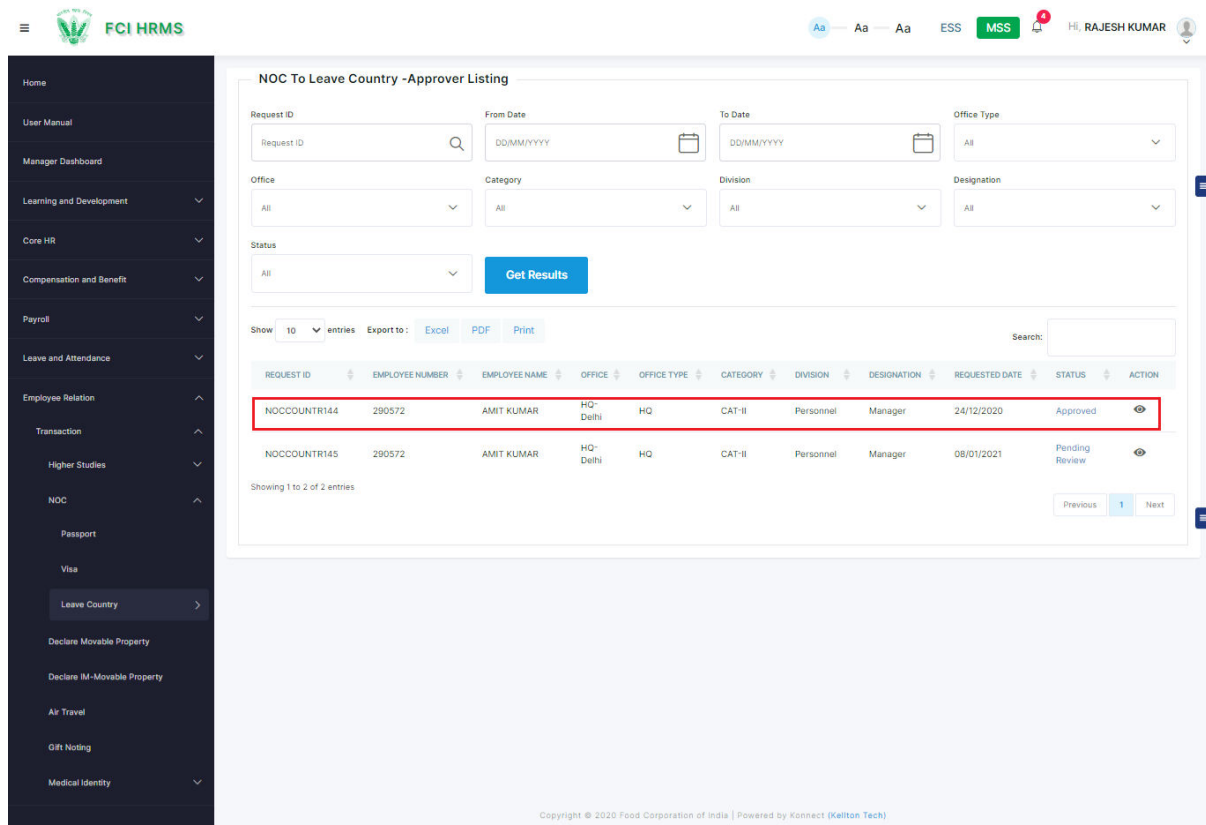 FCI HRMS
Aa Aa Aa ESS MSS 4 Hi, RAJESH KUMAR
Home
User Manual
Manager Dashboard
Learning and Development
Core HR
Compensation and Benefit
Payroll
Leave and Attendance
Employee Relation
Transaction
Higher Studies
NOC
Passport
Visa
Leave Country
Declare Movable Property
Declare IM-Movable Property
Air Travel
Gift Noting
Medical Identity
NOC To Leave Country -Approver Listing
Request ID From Date To Date Office Type
Request ID DD/MM/YYYY DD/MM/YYYY All
Office Category Division Designation
All All All All
Status
All Get Results
Show 10 entries Export to : Excel PDF Print Search:
REQUEST ID EMPLOYEE NUMBER EMPLOYEE NAME OFFICE OFFICE TYPE CATEGORY DIVISION DESIGNATION REQUESTED DATE STATUS ACTION
NOCCOUNTR144 290572 AMIT KUMAR HQ-Delhi HQ CAT-II Personnel Manager 24/12/2020 Approved
NOCCOUNTR145 290572 AMIT KUMAR HQ-Delhi HQ CAT-II Personnel Manager 08/01/2021 Pending Review
Showing 1 to 2 of 2 entries
Previous 1 Next
Copyright © 2020 Food Corporation of India | Powered by Konnect (Kellton Tech)